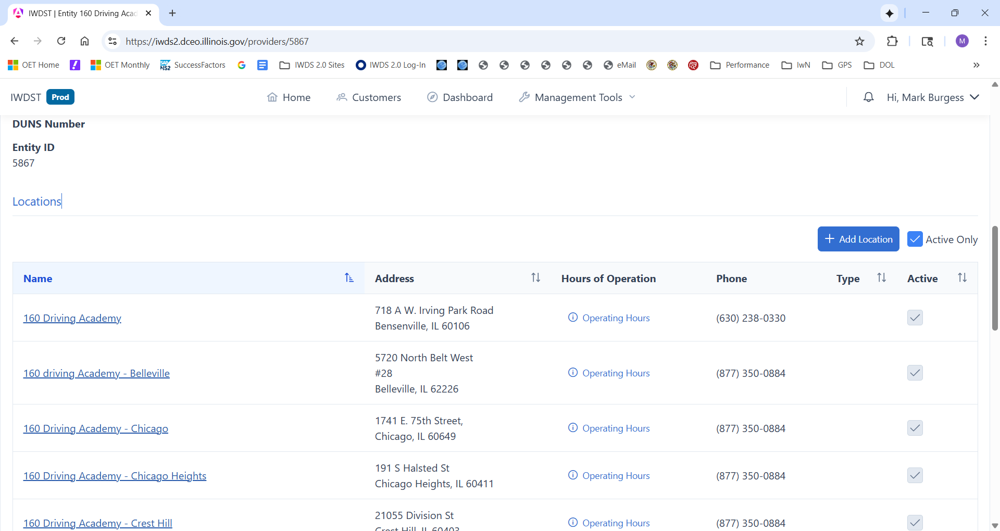 IWDST | Entity 160 Driving Acad
https://iwds2.dceo.illinois.gov/providers/5867
M
OET Home
OET Monthly
SAP NS2
SuccessFactors
IWDS 2.0 Sites
IWDS 2.0 Log-In
eMail
Performance
IwN
GPS
DOL
IWDST Prod
Home
Customers
Dashboard
Management Tools
Hi, Mark Burgess
DUNS Number
Entity ID
5867
Locations
+ Add Location
Active Only
Name Address Hours of Operation Phone Type Active
160 Driving Academy
718 A W. Irving Park Road
Bensenville, IL 60106
Operating Hours
(630) 238-0330
160 driving Academy - Belleville
5720 North Belt West
#28
Belleville, IL 62226
Operating Hours
(877) 350-0884
160 Driving Academy - Chicago
1741 E. 75th Street,
Chicago, IL 60649
Operating Hours
(877) 350-0884
160 Driving Academy - Chicago Heights
191 S Halsted St
Chicago Heights, IL 60411
Operating Hours
(877) 350-0884
160 Driving Academy - Crest Hill
21055 Division St
Crest Hill, IL 60403
Operating Hours
(877) 350-0884